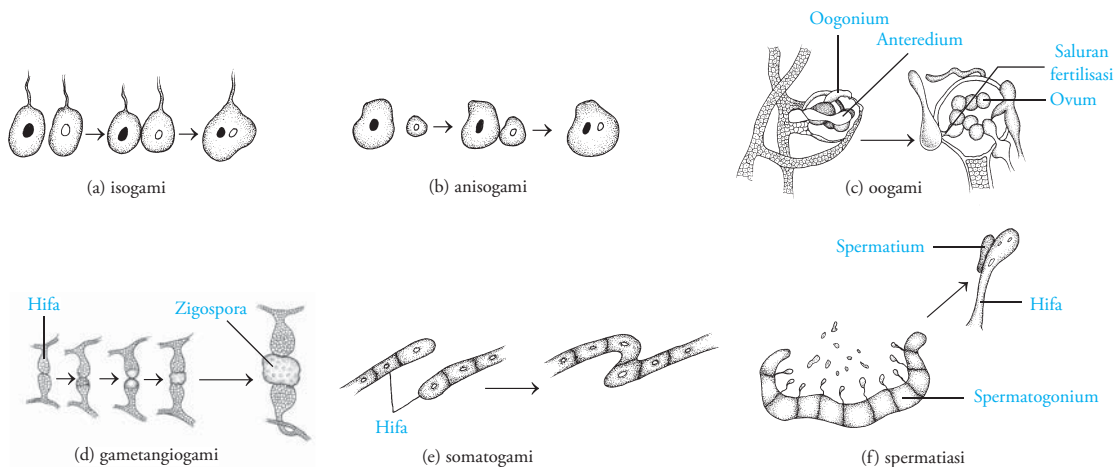 Oogonium
Anteredium
Saluran
fertilisasi
Ovum
(a) isogami
(b) anisogami
(c) oogami
Hifa
Zigospora
Spermatium
Hifa
Hifa
Spermatogonium
(d) gametangiogami
(e) somatogami
(f) spermatiasi